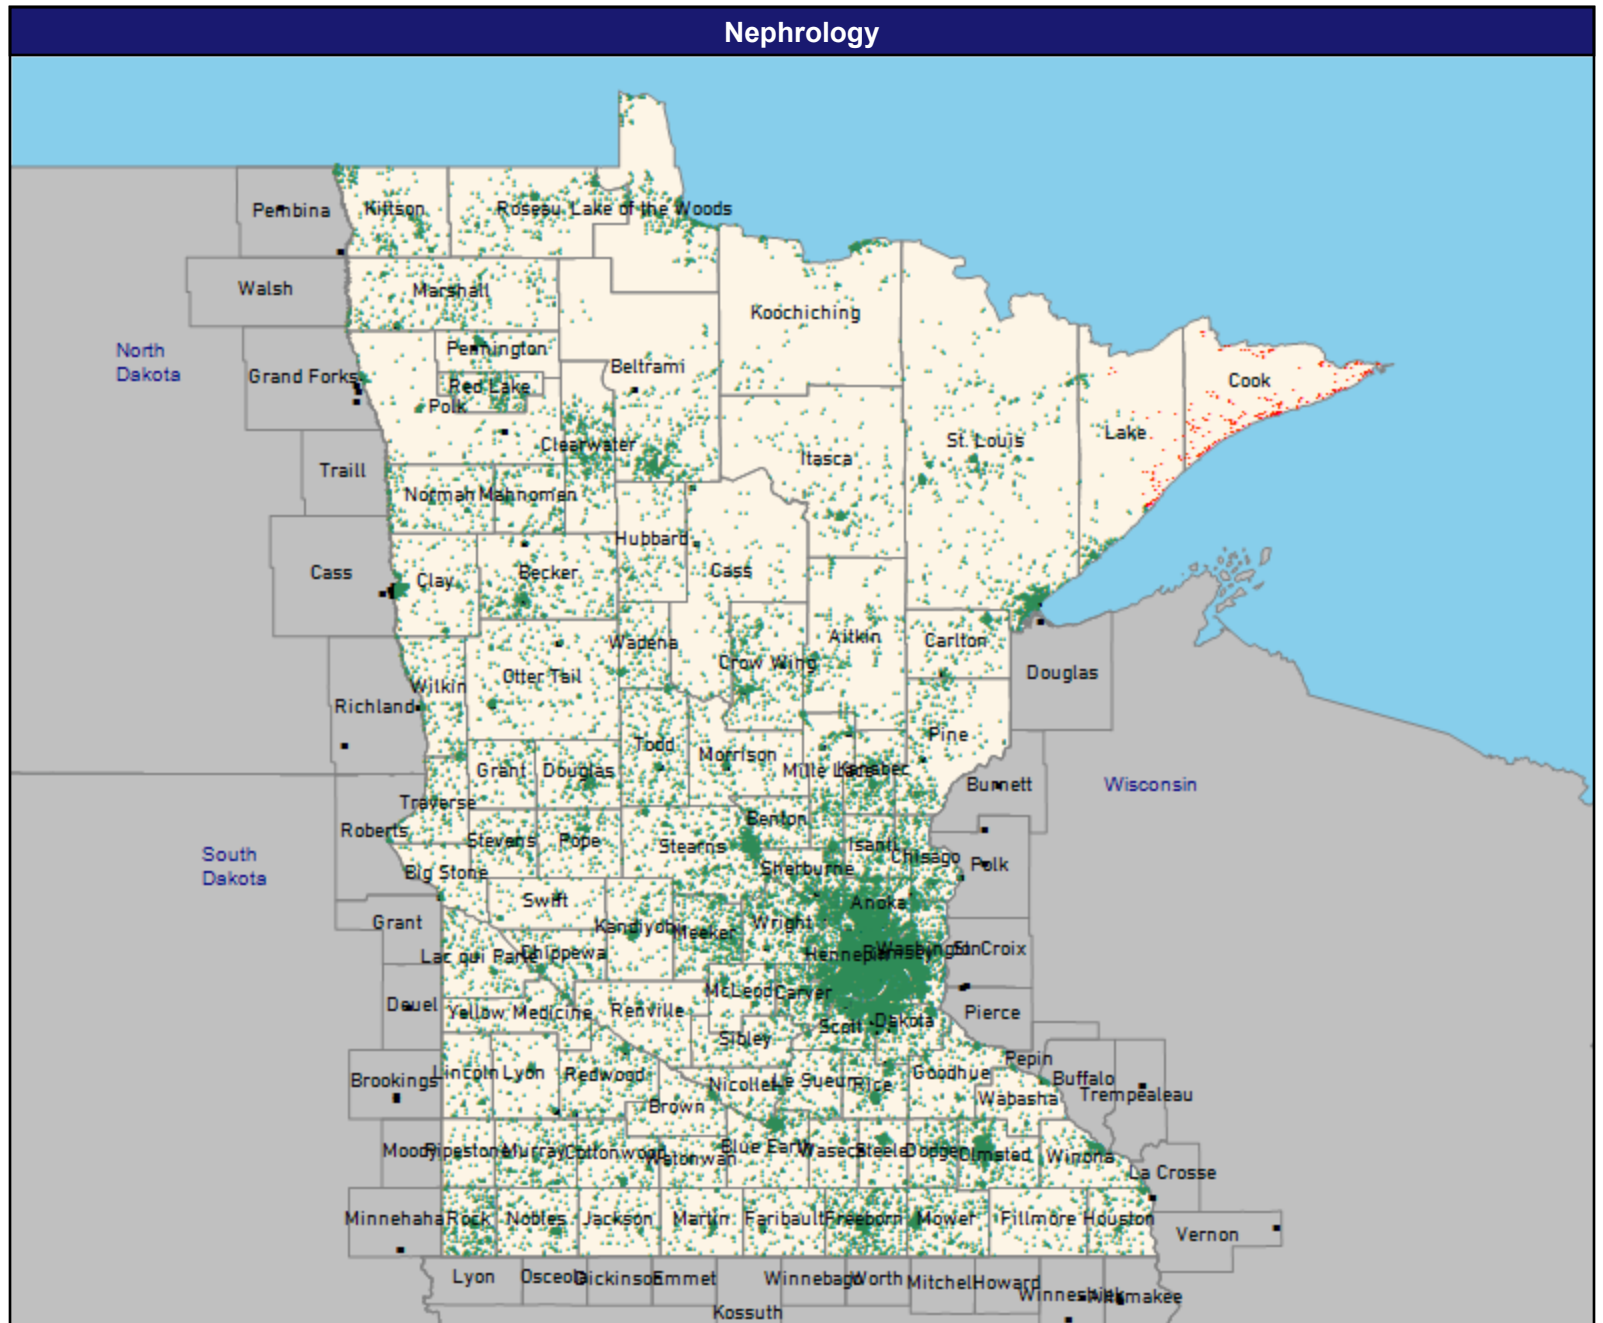 Nephrology
Pembina
Kittson
Roseau
Lake of the Woods
Walsh
Marshall
Koochiching
North
Dakota
Grand Forks
Pennington
Red Lake
Polk
Beltrami
Cook
Lake
Clearwater
St. Louis
Itasca
Traill
Norman
Mahnomen
Hubbard
Cass
Cass
Clay
Becker
Wadena
Crow Wing
Aitkin
Carlton
Douglas
Otter Tail
Wilkin
Richland
Pine
Todd
Morrison
Mille Lacs
Kanabec
Grant
Douglas
Burnett
Wisconsin
Traverse
Roberts
Stevens
Pope
Stearns
Benton
Isanti
Chisago
Polk
South
Dakota
Big Stone
Sherburne
Swift
Anoka
Grant
Kandiyohi
Meeker
Wright
Hennepin
Ramsey
Washington
St. Croix
Lac qui Parle
Chippewa
McLeod
Carver
Deuel
Yellow Medicine
Renville
Scott
Dakota
Pierce
Sibley
Pepin
Brookings
Lincoln
Lyon
Redwood
Nicollet
Le Sueur
Rice
Goodhue
Buffalo
Trempealeau
Wabasha
Brown
Moody
Pipestone
Murray
Cottonwood
Watonwan
Blue Earth
Waseca
Steele
Dodge
Olmsted
Winona
La Crosse
Minnehaha
Rock
Nobles
Jackson
Martin
Faribault
Freeborn
Mower
Fillmore
Houston
Vernon
Lyon
Osceola
Dickinson
Emmet
Winnebago
Worth
Mitchell
Howard
Winneshiek
Allamakee
Kossuth